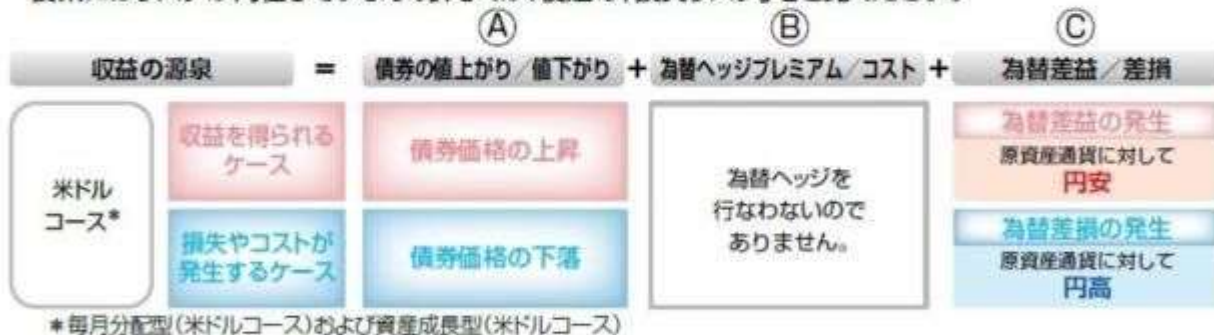 Ⓐ Ⓑ Ⓒ
収益の源泉 = 債券の値上がり/値下がり + 為替ヘッジプレミアム/コスト + 為替差益/差損
米ドル
コース*
収益を得られる
ケース
債券価格の上昇
損失やコストが
発生するケース
債券価格の下落
為替ヘッジを
行なわないので
ありません。
為替差益の発生
原資産通貨に対して
円安
為替差損の発生
原資産通貨に対して
円高
*毎月分配型(米ドルコース)および資産成長型(米ドルコース)